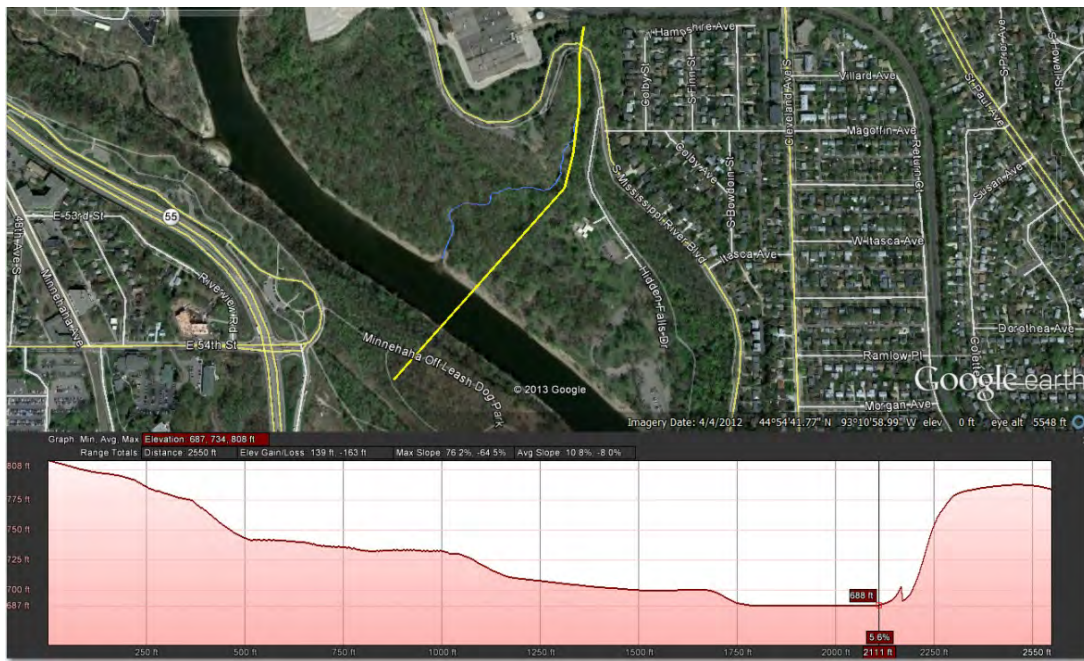 Hampshire Ave
Colby St
S Finn St
Cleveland Ave S
Villard Ave
St Paul Ave
S Howell St
Magoffin Ave
Colby Ave
S Bowdoin St
Return Ct
Susan Ave
S Mississippi River Blvd
W Itasca Ave
Itasca Ave
Hidden Falls Dr
55
E 53rd St
48th Ave S
Minnehaha Ave
Riverview Rd
E 54th St
Minnehaha Off Leash Dog Park
Dorothea Ave
Ramlow Pl
Morgan Ave
© 2013 Google
Google earth
Imagery Date: 4/4/2012 44°54'41.77" N 93°10'58.99" W elev 0 ft eye alt 5548 ft
Graph: Min, Avg, Max Elevation: 687, 734, 808 ft
Range Totals: Distance: 2550 ft Elev Gain/Loss: 139 ft, -163 ft Max Slope: 76.2%, -64.5% Avg Slope: 10.8%, -8.0%
808 ft
775 ft
750 ft
725 ft
700 ft
687 ft
688 ft
5.6%
250 ft 500 ft 750 ft 1000 ft 1250 ft 1500 ft 1750 ft 2000 ft 2111 ft 2250 ft 2550 ft